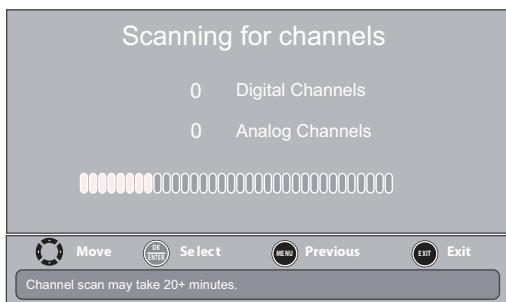 Scanning for channels
0 Digital Channels
0 Analog Channels
Move OK ENTER Select MENU Previous EXIT Exit
Channel scan may take 20+ minutes.